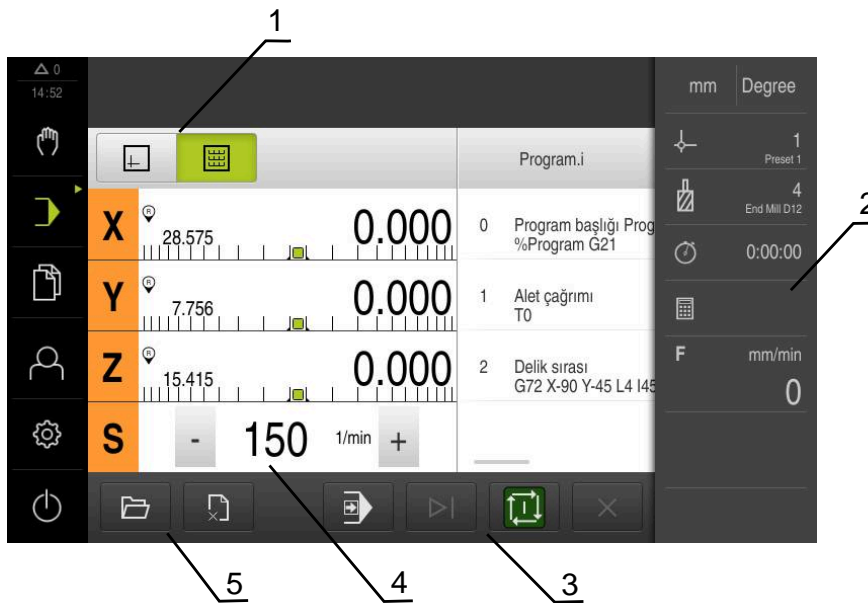 1
0
14:52
mm Degree
Program.i
1
Preset 1
X R 28.575 0.000
0 Program başlığı Prog
%Program G21
4
End Mill D12
2
0:00:00
Y R 7.756 0.000
1 Alet çağrımı
T0
Z R 15.415 0.000
2 Delik sırası
G72 X-90 Y-45 L4 I45
F mm/min
0
S - 150 1/min +
5
4
3